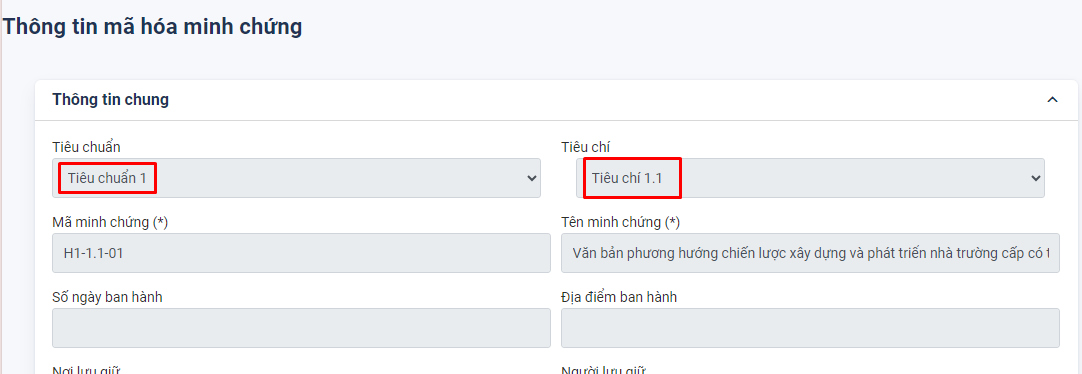 Thông tin mã hóa minh chứng
Thông tin chung
Tiêu chuẩn Tiêu chí
Tiêu chuẩn 1 Tiêu chí 1.1
Mã minh chứng (*) Tên minh chứng (*)
H1-1.1-01 Văn bản phương hướng chiến lược xây dựng và phát triển nhà trường cấp có t
Số ngày ban hành Địa điểm ban hành
Nơi lưu giữ Người lưu giữ